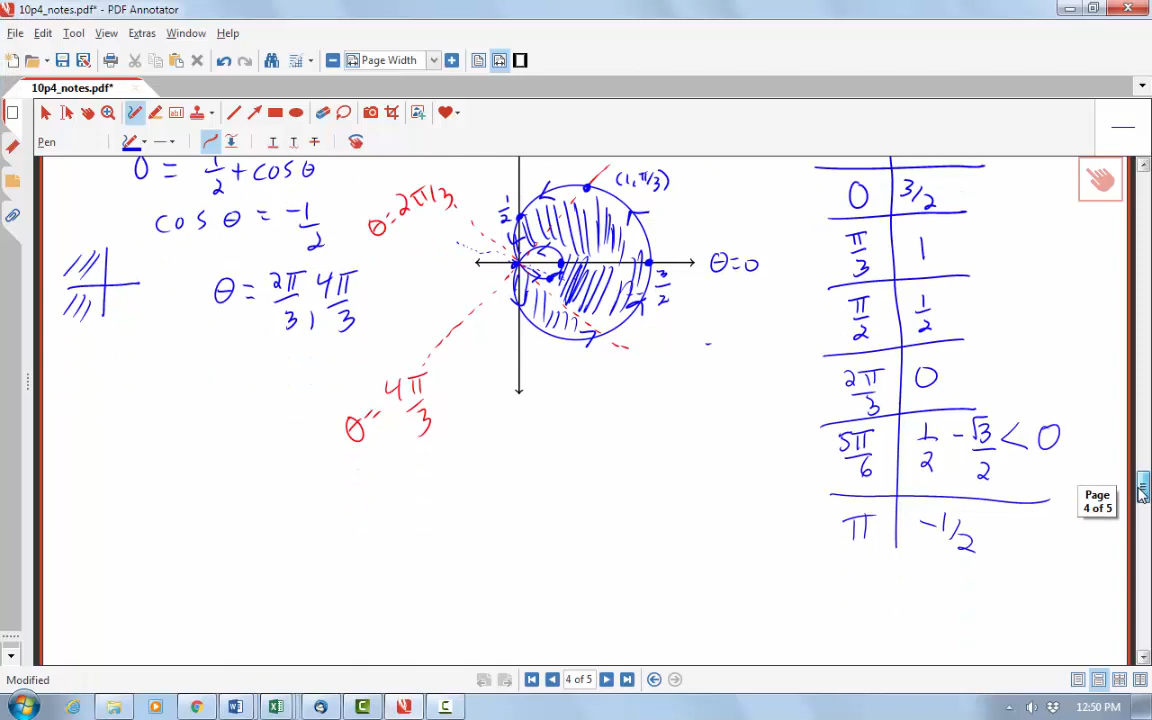 10p4_notes.pdf* - PDF Annotator
File Edit Tool View Extras Window Help
Page Width
10p4_notes.pdf*
Pen
0 = 1/2 + cos θ
cos θ = -1/2
θ = 2π/3, 4π/3
θ = 2π/3
θ = 4π/3
1/2
(1, π/3)
3/2
θ = 0
0 | 3/2
π/3 | 1
π/2 | 1/2
2π/3 | 0
5π/6 | 1/2 - √3/2 < 0
π | -1/2
Page
4 of 5
4 of 5
Modified
12:50 PM